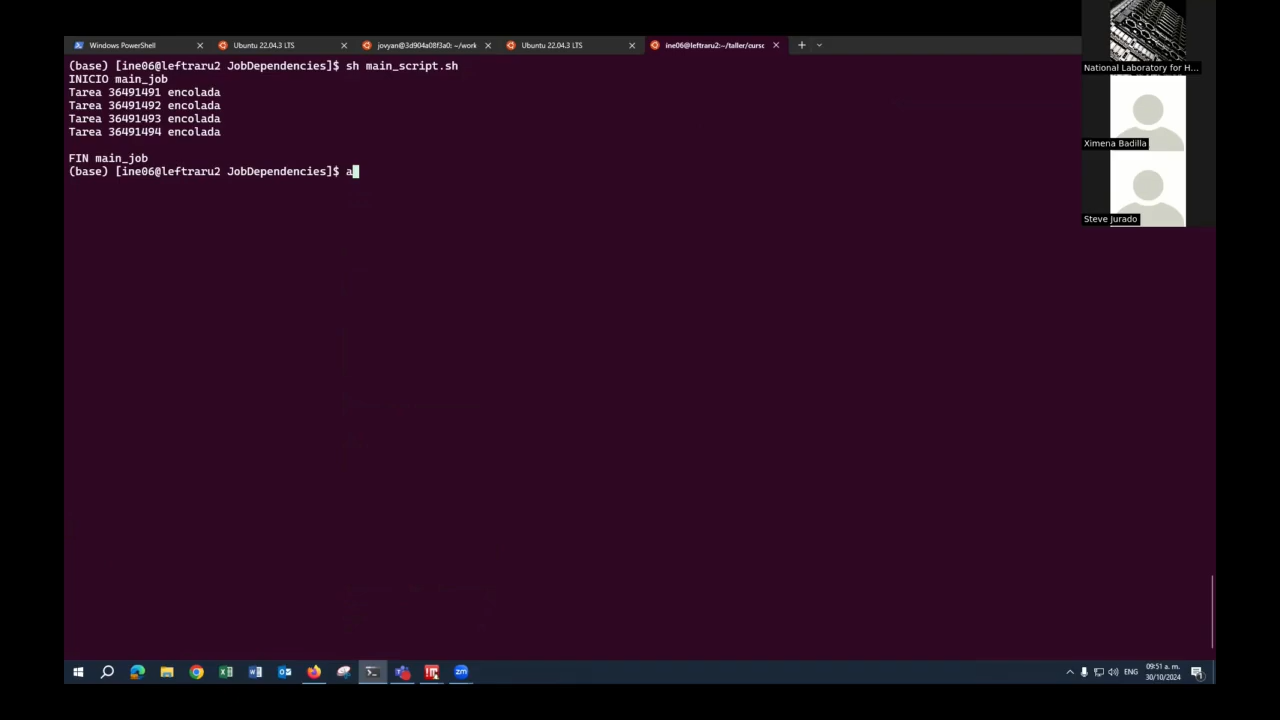 Windows PowerShell
Ubuntu 22.04.3 LTS
jovyan@3d904a08f3a0: ~/work
Ubuntu 22.04.3 LTS
ine06@leftraru2:~/taller/cursc
(base) [ine06@leftraru2 JobDependencies]$ sh main_script.sh
INICIO main_job
Tarea 36491491 encolada
Tarea 36491492 encolada
Tarea 36491493 encolada
Tarea 36491494 encolada
FIN main_job
(base) [ine06@leftraru2 JobDependencies]$ a
National Laboratory for H...
Ximena Badilla
Steve Jurado
ENG
09:51 a. m.
30/10/2024